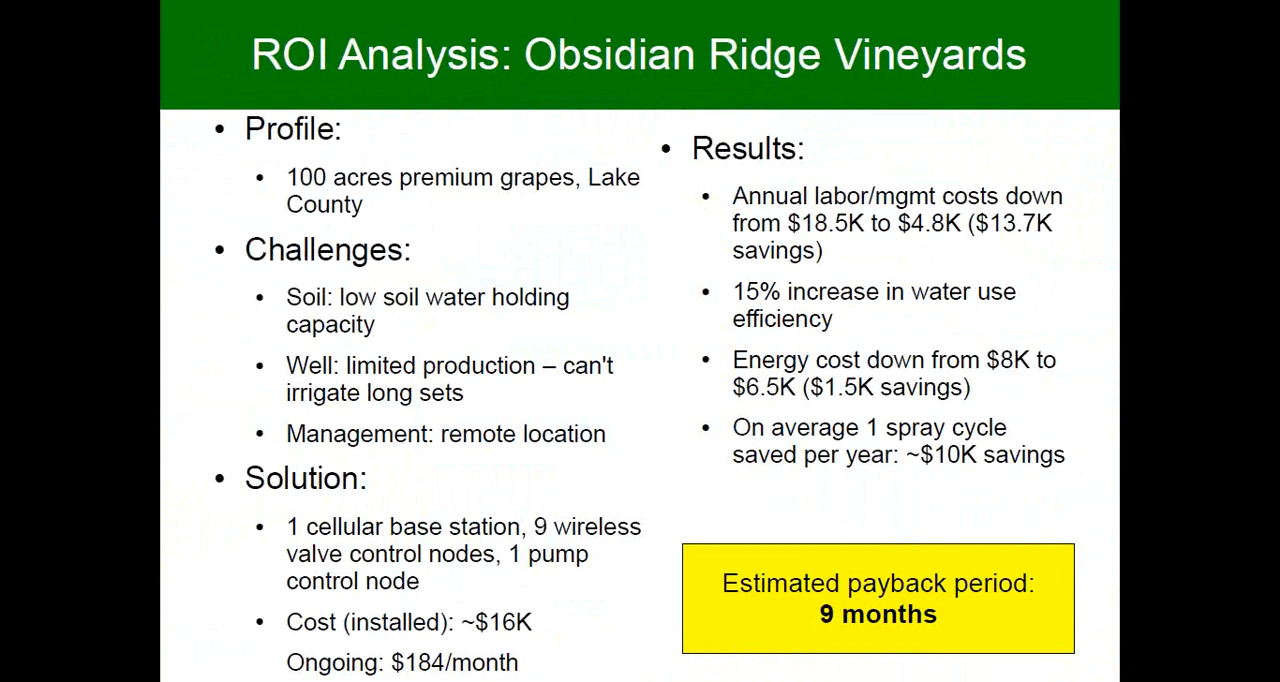 ROI Analysis: Obsidian Ridge Vineyards
• Profile:
• 100 acres premium grapes, Lake
County
• Challenges:
• Soil: low soil water holding
capacity
• Well: limited production – can't
irrigate long sets
• Management: remote location
• Solution:
• 1 cellular base station, 9 wireless
valve control nodes, 1 pump
control node
• Cost (installed): ~$16K
Ongoing: $184/month
• Results:
• Annual labor/mgmt costs down
from $18.5K to $4.8K ($13.7K
savings)
• 15% increase in water use
efficiency
• Energy cost down from $8K to
$6.5K ($1.5K savings)
• On average 1 spray cycle
saved per year: ~$10K savings
Estimated payback period:
9 months